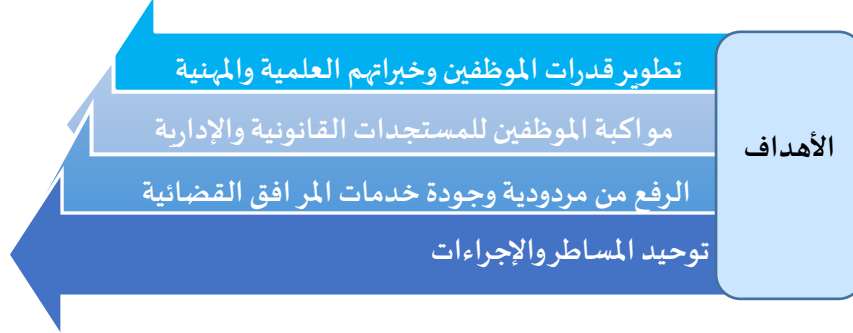 الأهداف
تطوير قدرات الموظفين وخبراتهم العلمية والمهنية
مواكبة الموظفين للمستجدات القانونية والإدارية
الرفع من مردودية وجودة خدمات المرافق القضائية
توحيد المساطر والإجراءات